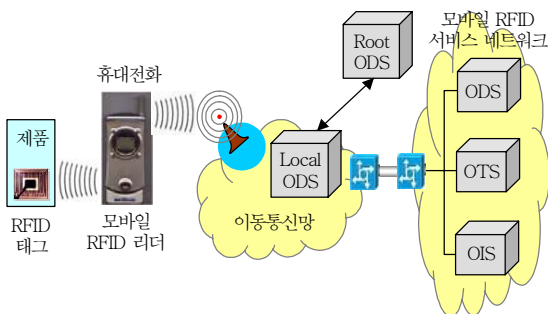 모바일 RFID
서비스 네트워크
Root
ODS
휴대전화
ODS
제품
Local
ODS
OTS
이동통신망
RFID
태그
모바일
RFID 리더
OIS